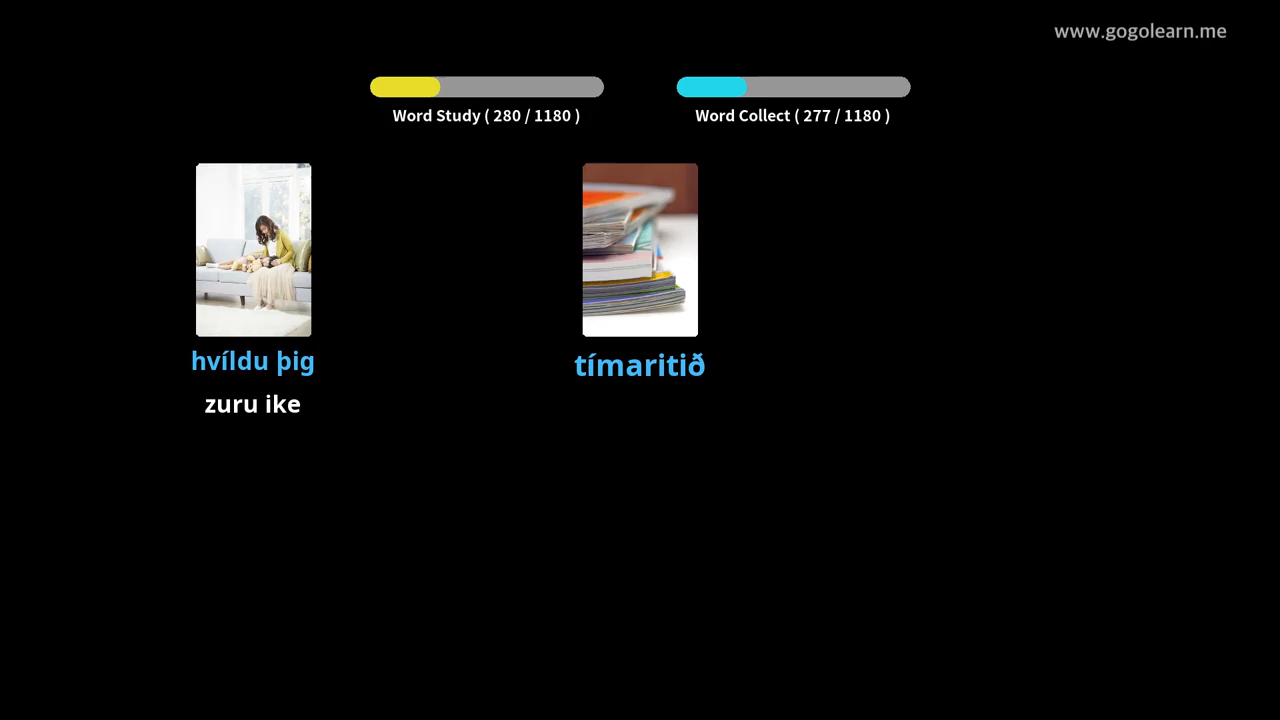 www.gogolearn.me
Word Study ( 280 / 1180 )
Word Collect ( 277 / 1180 )
hvíldu þig
zuru ike
tímaritið